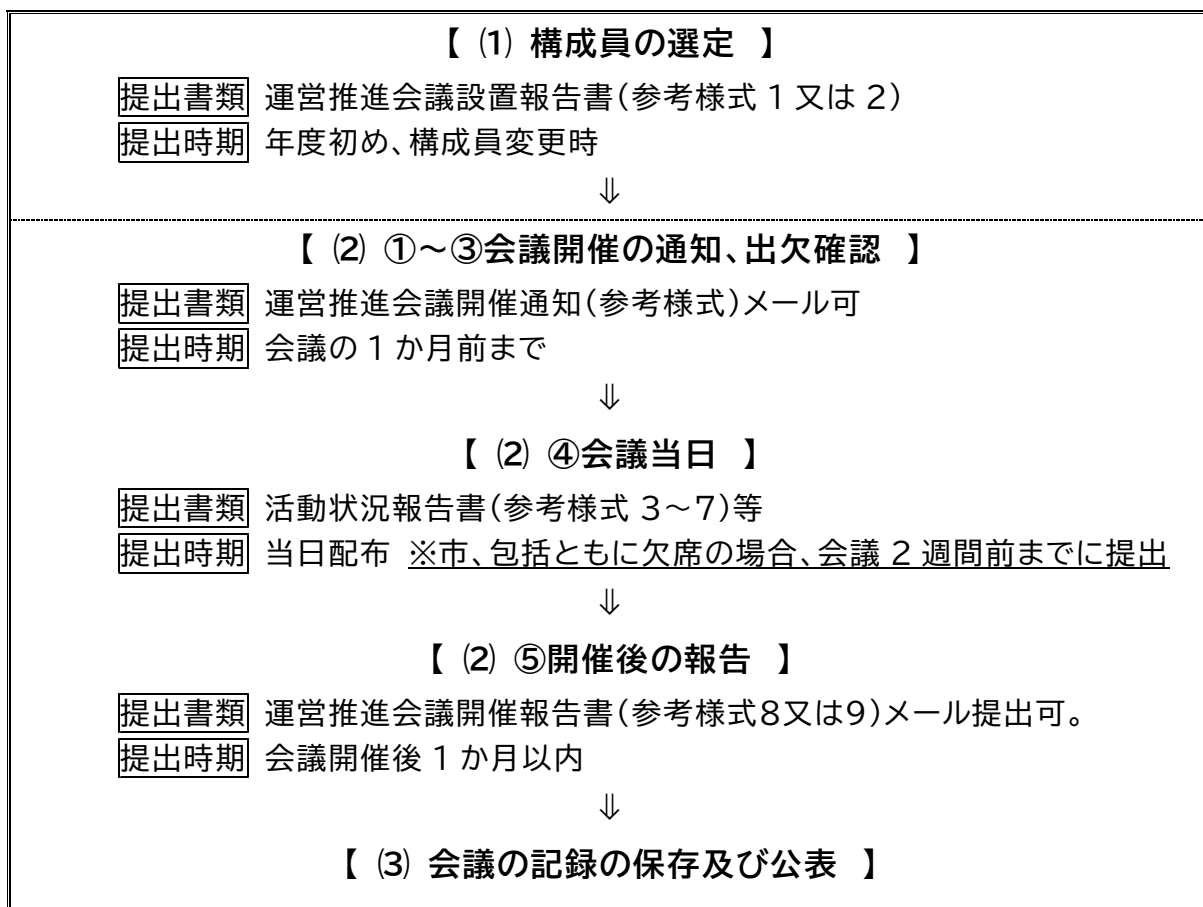 【 ⑴ 構成員の選定 】
提出書類 運営推進会議設置報告書(参考様式 1 又は 2)
提出時期 年度初め、構成員変更時
⇓
【 ⑵ ①～③会議開催の通知、出欠確認 】
提出書類 運営推進会議開催通知(参考様式)メール可
提出時期 会議の 1 か月前まで
⇓
【 ⑵ ④会議当日 】
提出書類 活動状況報告書(参考様式 3～7)等
提出時期 当日配布 ※市、包括ともに欠席の場合、会議 2 週間前までに提出
⇓
【 ⑵ ⑤開催後の報告 】
提出書類 運営推進会議開催報告書(参考様式8又は9)メール提出可。
提出時期 会議開催後 1 か月以内
⇓
【 ⑶ 会議の記録の保存及び公表 】